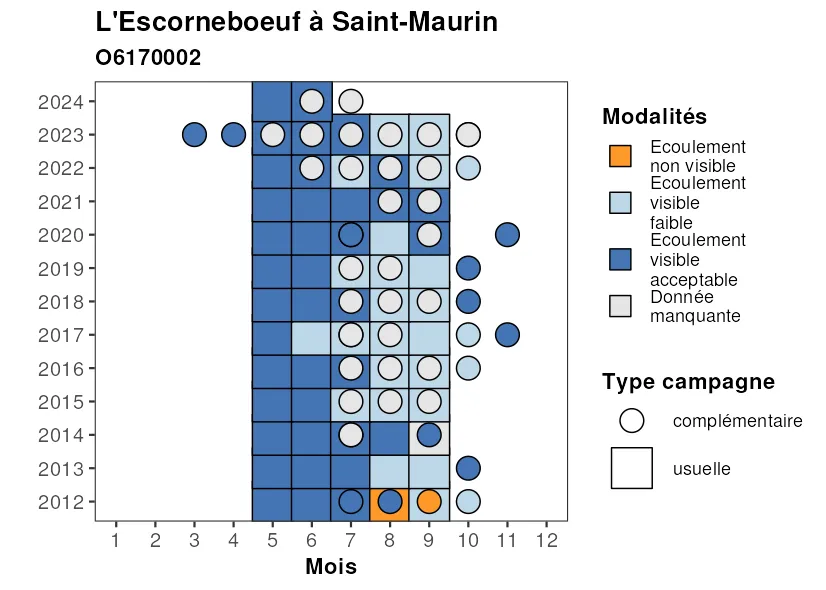 L'Escorneboeuf à Saint-Maurin
O6170002
2024
2023
2022
2021
2020
2019
2018
2017
2016
2015
2014
2013
2012
1 2 3 4 5 6 7 8 9 10 11 12
Mois
Modalités
Ecoulement
non visible
Ecoulement
visible
faible
Ecoulement
visible
acceptable
Donnée
manquante
Type campagne
complémentaire
usuelle